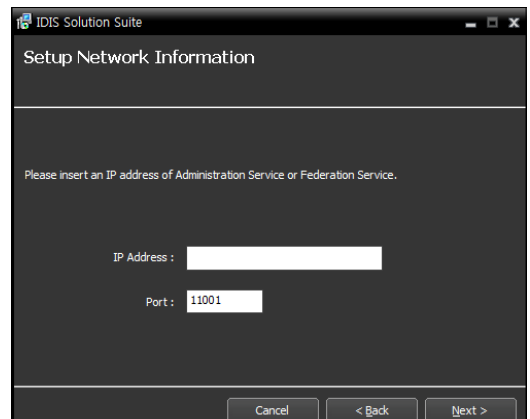 IDIS Solution Suite
Setup Network Information
Please insert an IP address of Administration Service or Federation Service.
IP Address :
Port : 11001
Cancel < Back Next >